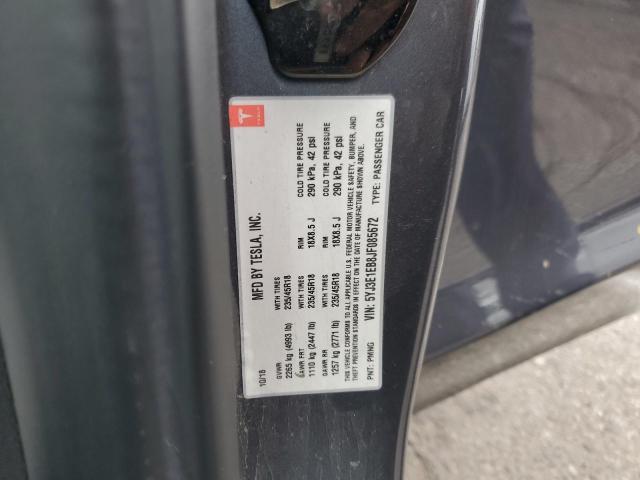 TESLA
MFD BY TESLA, INC.
10/18
GVWR
2265 kg (4993 lb)
WITH TIRES
235/45R18
RIM
18X8.5 J
COLD TIRE PRESSURE
290 kPa, 42 psi
GAWR FRT
1110 kg (2447 lb)
WITH TIRES
235/45R18
RIM
18X8.5 J
COLD TIRE PRESSURE
290 kPa, 42 psi
GAWR RR
1257 kg (2771 lb)
WITH TIRES
235/45R18
THIS VEHICLE CONFORMS TO ALL APPLICABLE U.S. FEDERAL MOTOR VEHICLE SAFETY, BUMPER, AND
THEFT PREVENTION STANDARDS IN EFFECT ON THE DATE OF MANUFACTURE SHOWN ABOVE.
VIN: 5YJ3E1EB8JF085672
PNT: PMNG TYPE: PASSENGER CAR